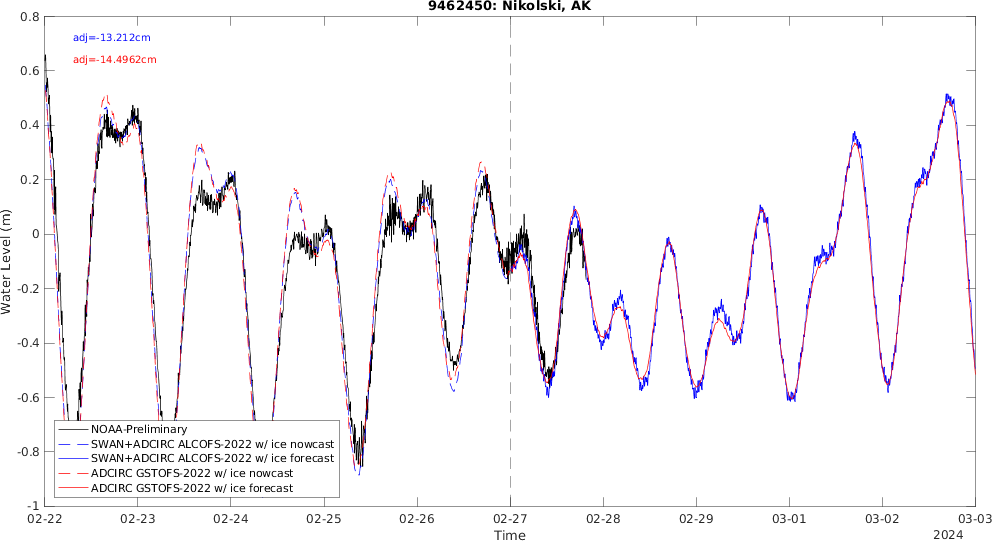 9462450: Nikolski, AK
adj=-13.212cm
adj=-14.4962cm
Water Level (m)
0.8
0.6
0.4
0.2
0
-0.2
-0.4
-0.6
-0.8
-1
NOAA-Preliminary
SWAN+ADCIRC ALCOFS-2022 w/ ice nowcast
SWAN+ADCIRC ALCOFS-2022 w/ ice forecast
ADCIRC GSTOFS-2022 w/ ice nowcast
ADCIRC GSTOFS-2022 w/ ice forecast
02-22 02-23 02-24 02-25 02-26 02-27 02-28 02-29 03-01 03-02 03-03
Time
2024